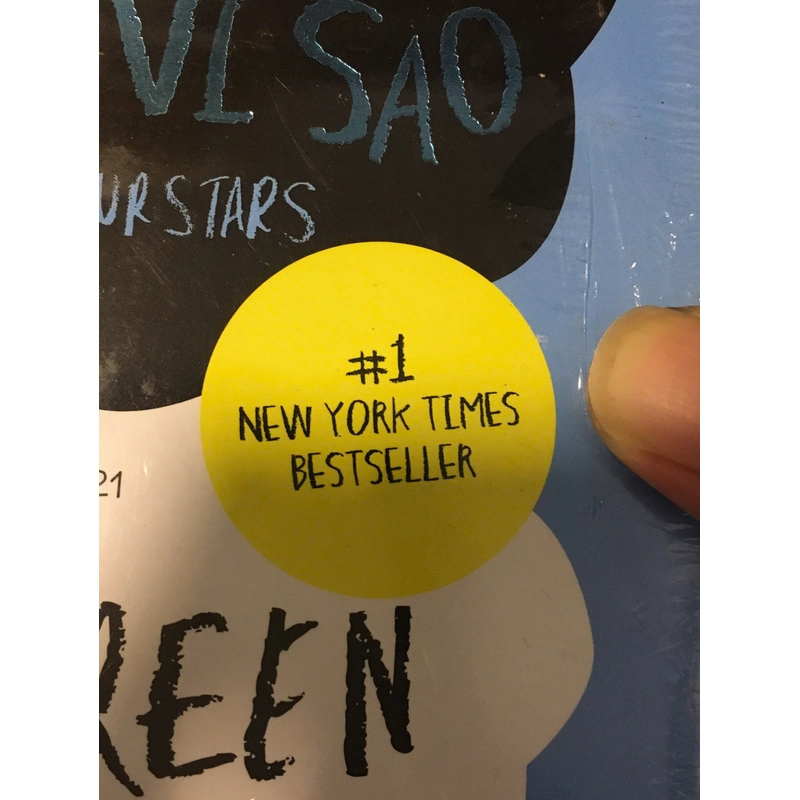 VÌ SAO
UR STARS
#1
NEW YORK TIMES
BESTSELLER
21
REEN